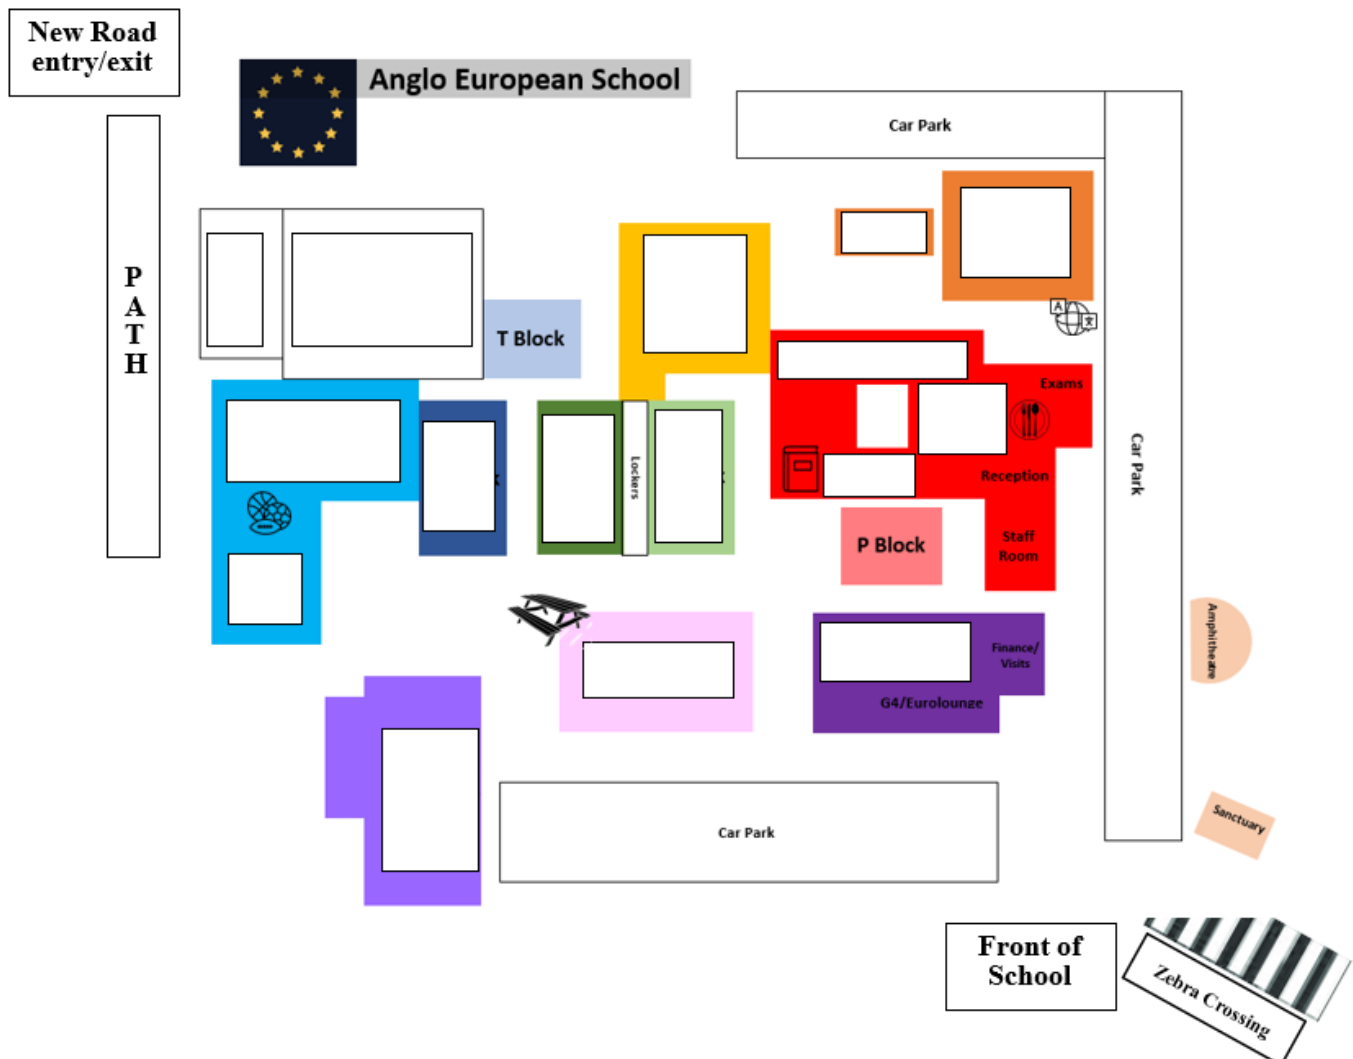 New Road
entry/exit
Anglo European School
Car Park
P
A
T
H
T Block
A
文
Exams
Lockers
Car Park
Reception
P Block
Staff
Room
Amphitheatre
Finance/
Visits
G4/Eurolounge
Car Park
Sanctuary
Front of
School
Zebra Crossing